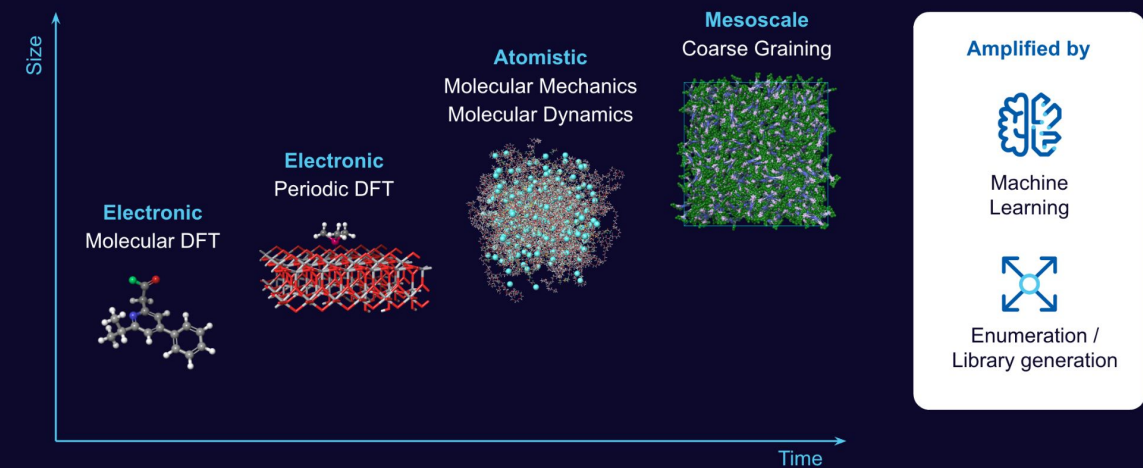 Size
Electronic
Molecular DFT
Electronic
Periodic DFT
Atomistic
Molecular Mechanics
Molecular Dynamics
Mesoscale
Coarse Graining
Time
Amplified by
Machine
Learning
Enumeration /
Library generation